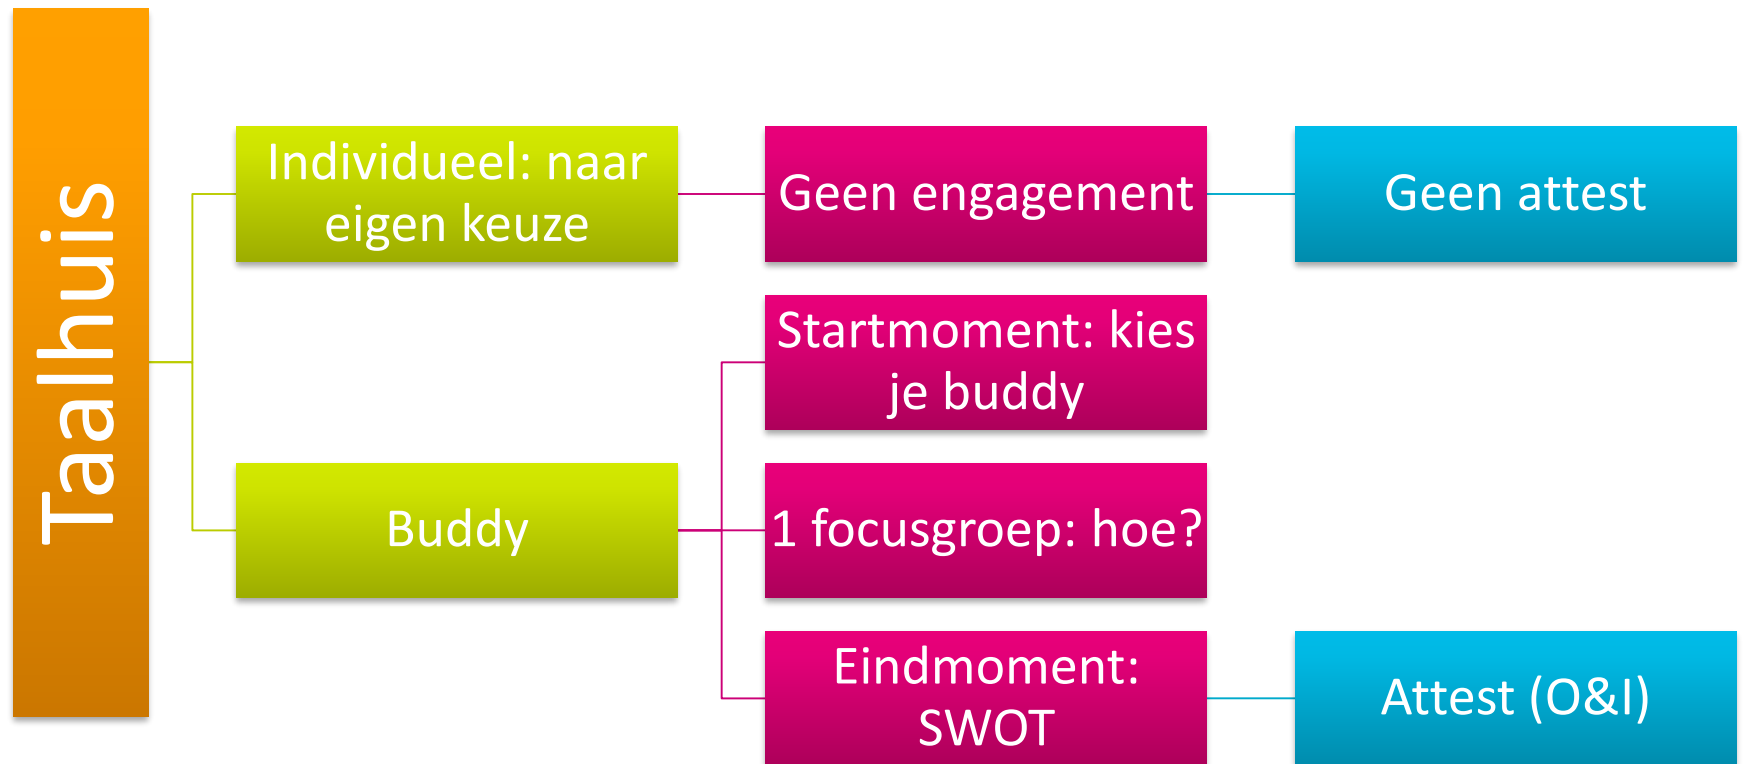 Taalhuis
Individueel: naar
eigen keuze
Geen engagement
Geen attest
Buddy
Startmoment: kies
je buddy
1 focusgroep: hoe?
Eindmoment:
SWOT
Attest (O&I)